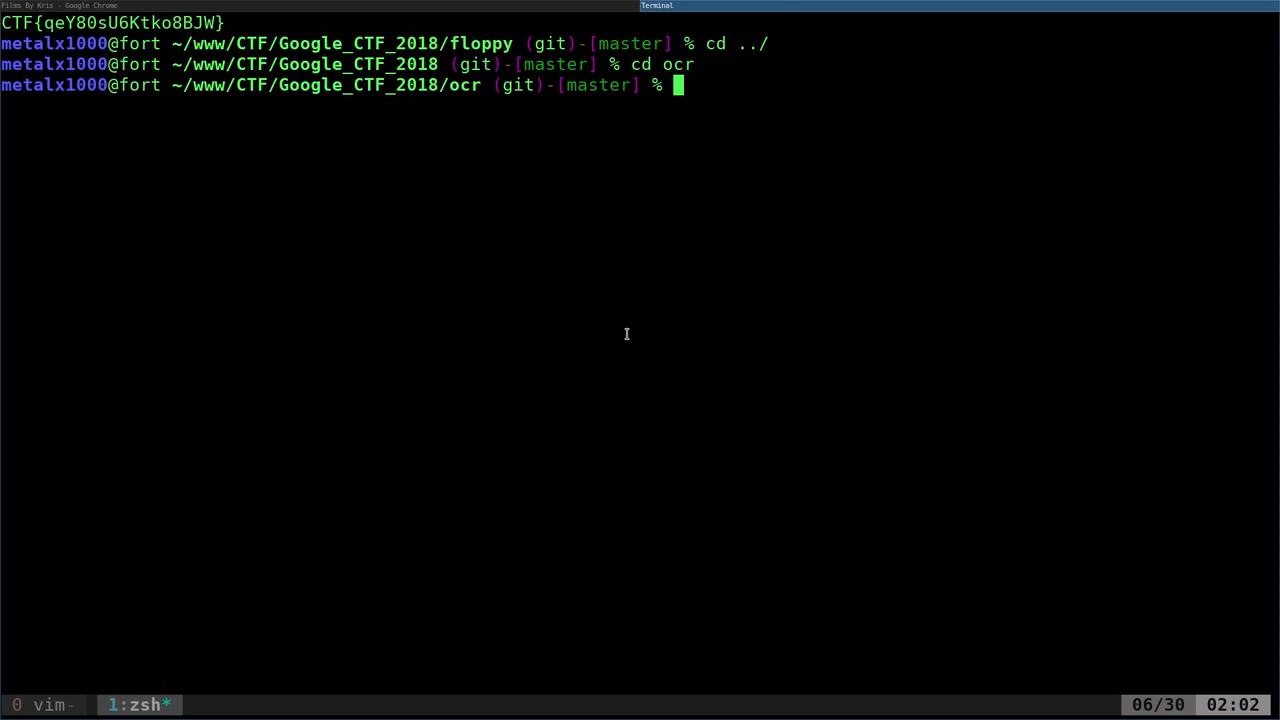 Films By Kris - Google Chrome
Terminal
CTF{qeY80sU6Ktko8BJW}
metalx1000@fort ~/www/CTF/Google_CTF_2018/floppy (git)-[master] % cd ../
metalx1000@fort ~/www/CTF/Google_CTF_2018 (git)-[master] % cd ocr
metalx1000@fort ~/www/CTF/Google_CTF_2018/ocr (git)-[master] %
0 vim- 1:zsh* 06/30 02:02